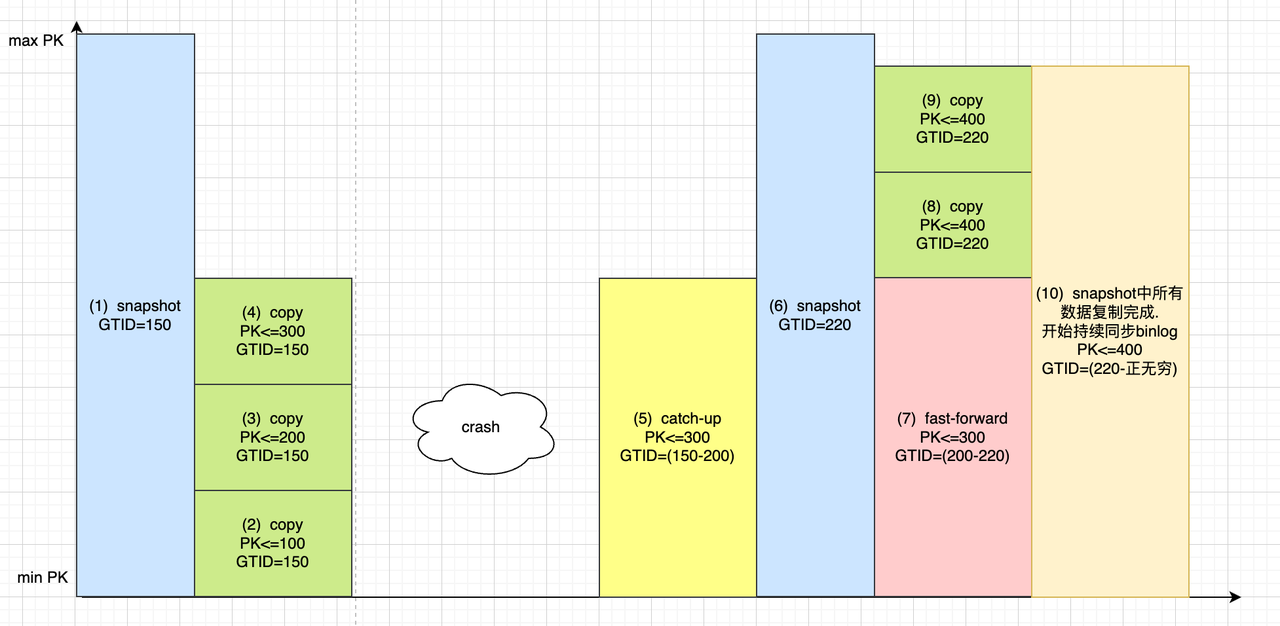 max PK
min PK
(1) snapshot
GTID=150
(4) copy
PK<=300
GTID=150
(3) copy
PK<=200
GTID=150
(2) copy
PK<=100
GTID=150
crash
(5) catch-up
PK<=300
GTID=(150-200)
(6) snapshot
GTID=220
(9) copy
PK<=400
GTID=220
(8) copy
PK<=400
GTID=220
(7) fast-forward
PK<=300
GTID=(200-220)
(10) snapshot中所有
数据复制完成.
开始持续同步binlog
PK<=400
GTID=(220-正无穷)